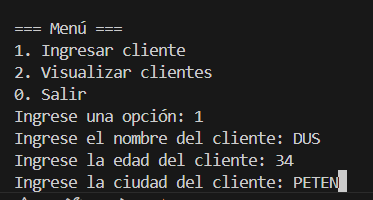 === Menú ===
1. Ingresar cliente
2. Visualizar clientes
0. Salir
Ingrese una opción: 1
Ingrese el nombre del cliente: DUS
Ingrese la edad del cliente: 34
Ingrese la ciudad del cliente: PETEN